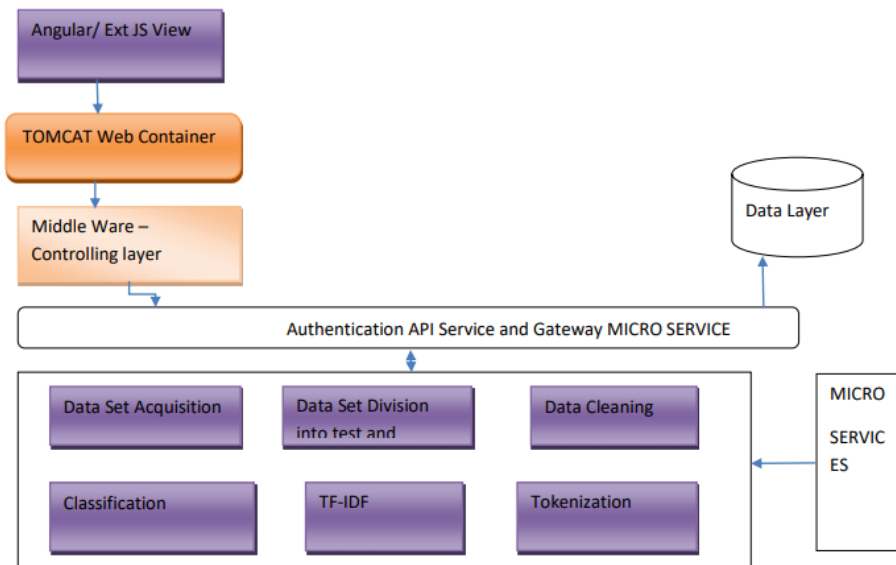 Angular/ Ext JS View
TOMCAT Web Container
Middle Ware –
Controlling layer
Data Layer
Authentication API Service and Gateway MICRO SERVICE
Data Set Acquisition
Data Set Division
into test and
Data Cleaning
MICRO
SERVIC
ES
Classification
TF-IDF
Tokenization